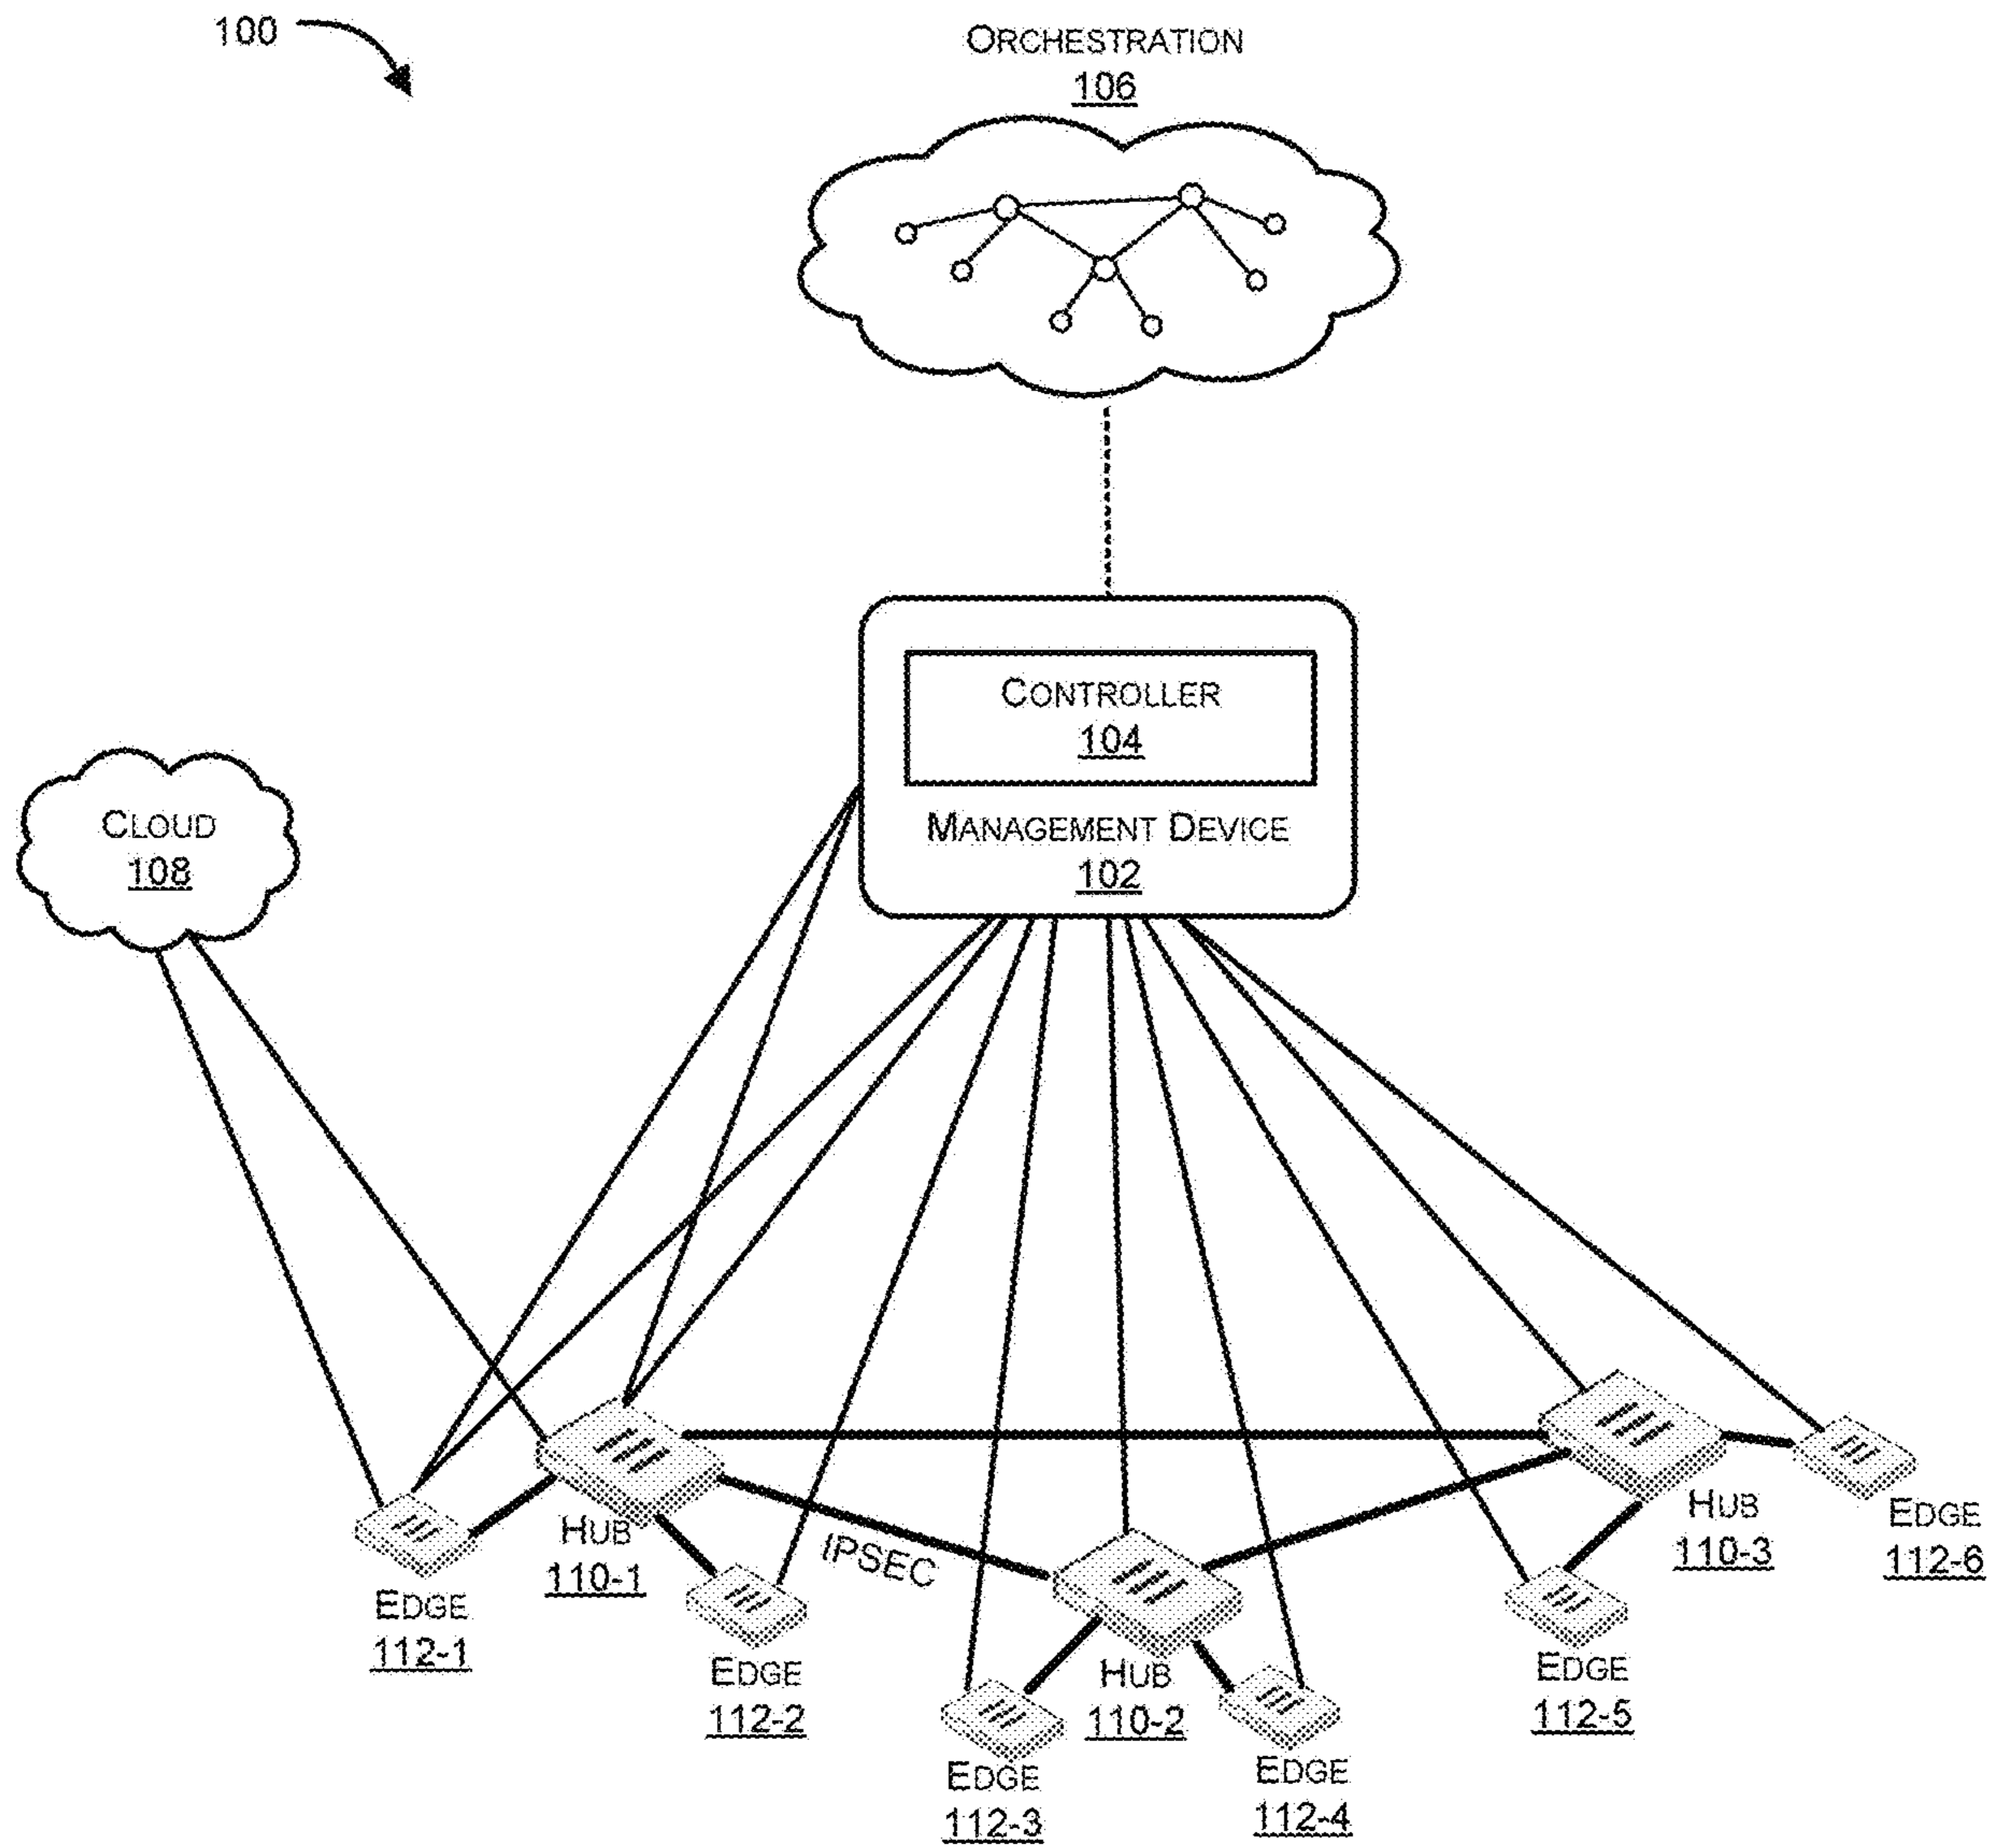 100
ORCHESTRATION
106
CONTROLLER
104
MANAGEMENT DEVICE
102
CLOUD
108
IPSEC
HUB
110-1
EDGE
112-1
EDGE
112-2
HUB
110-2
EDGE
112-3
EDGE
112-4
HUB
110-3
EDGE
112-5
EDGE
112-6